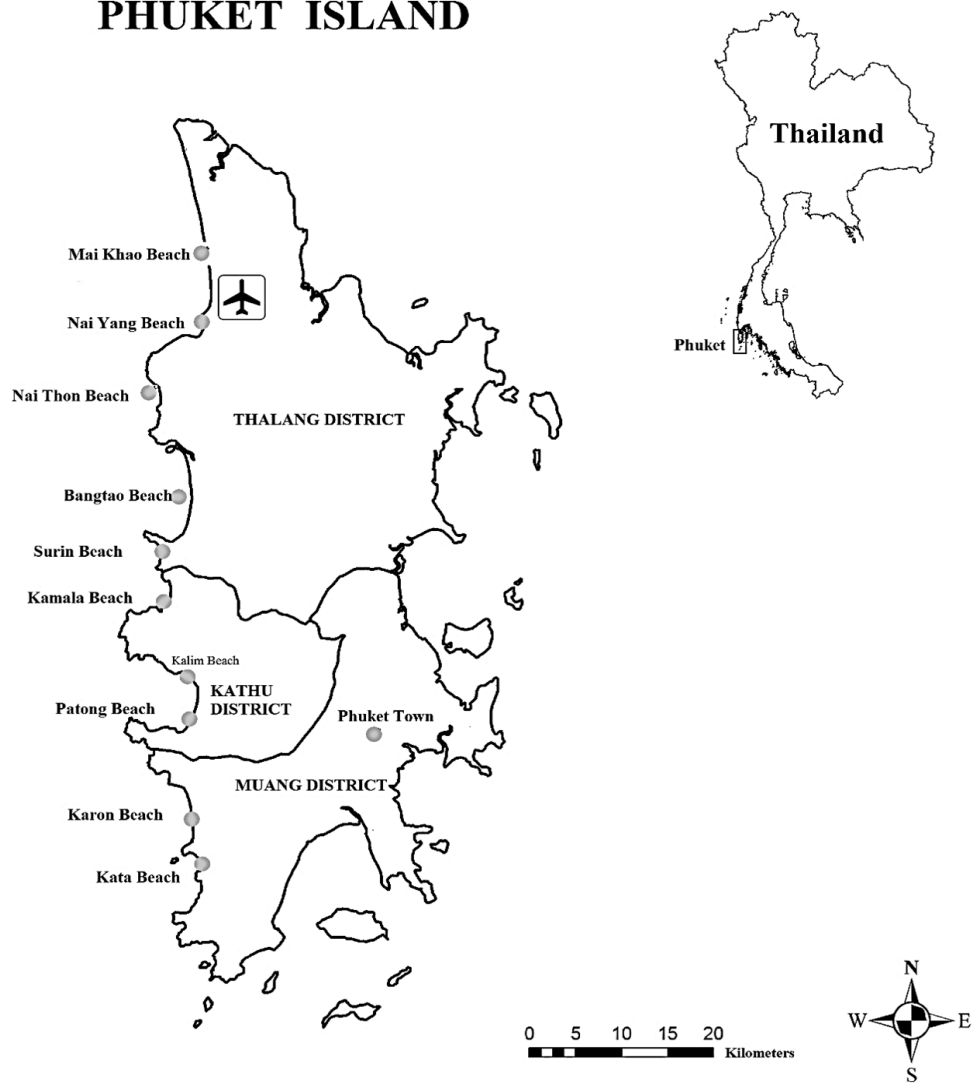 PHUKET ISLAND
Thailand
Mai Khao Beach
Nai Yang Beach
Phuket
Nai Thon Beach
THALANG DISTRICT
Bangtao Beach
Surin Beach
Kamala Beach
Kalim Beach
KATHU
DISTRICT
Patong Beach
Phuket Town
MUANG DISTRICT
Karon Beach
Kata Beach
N
W
E
S
0 5 10 15 20
Kilometers